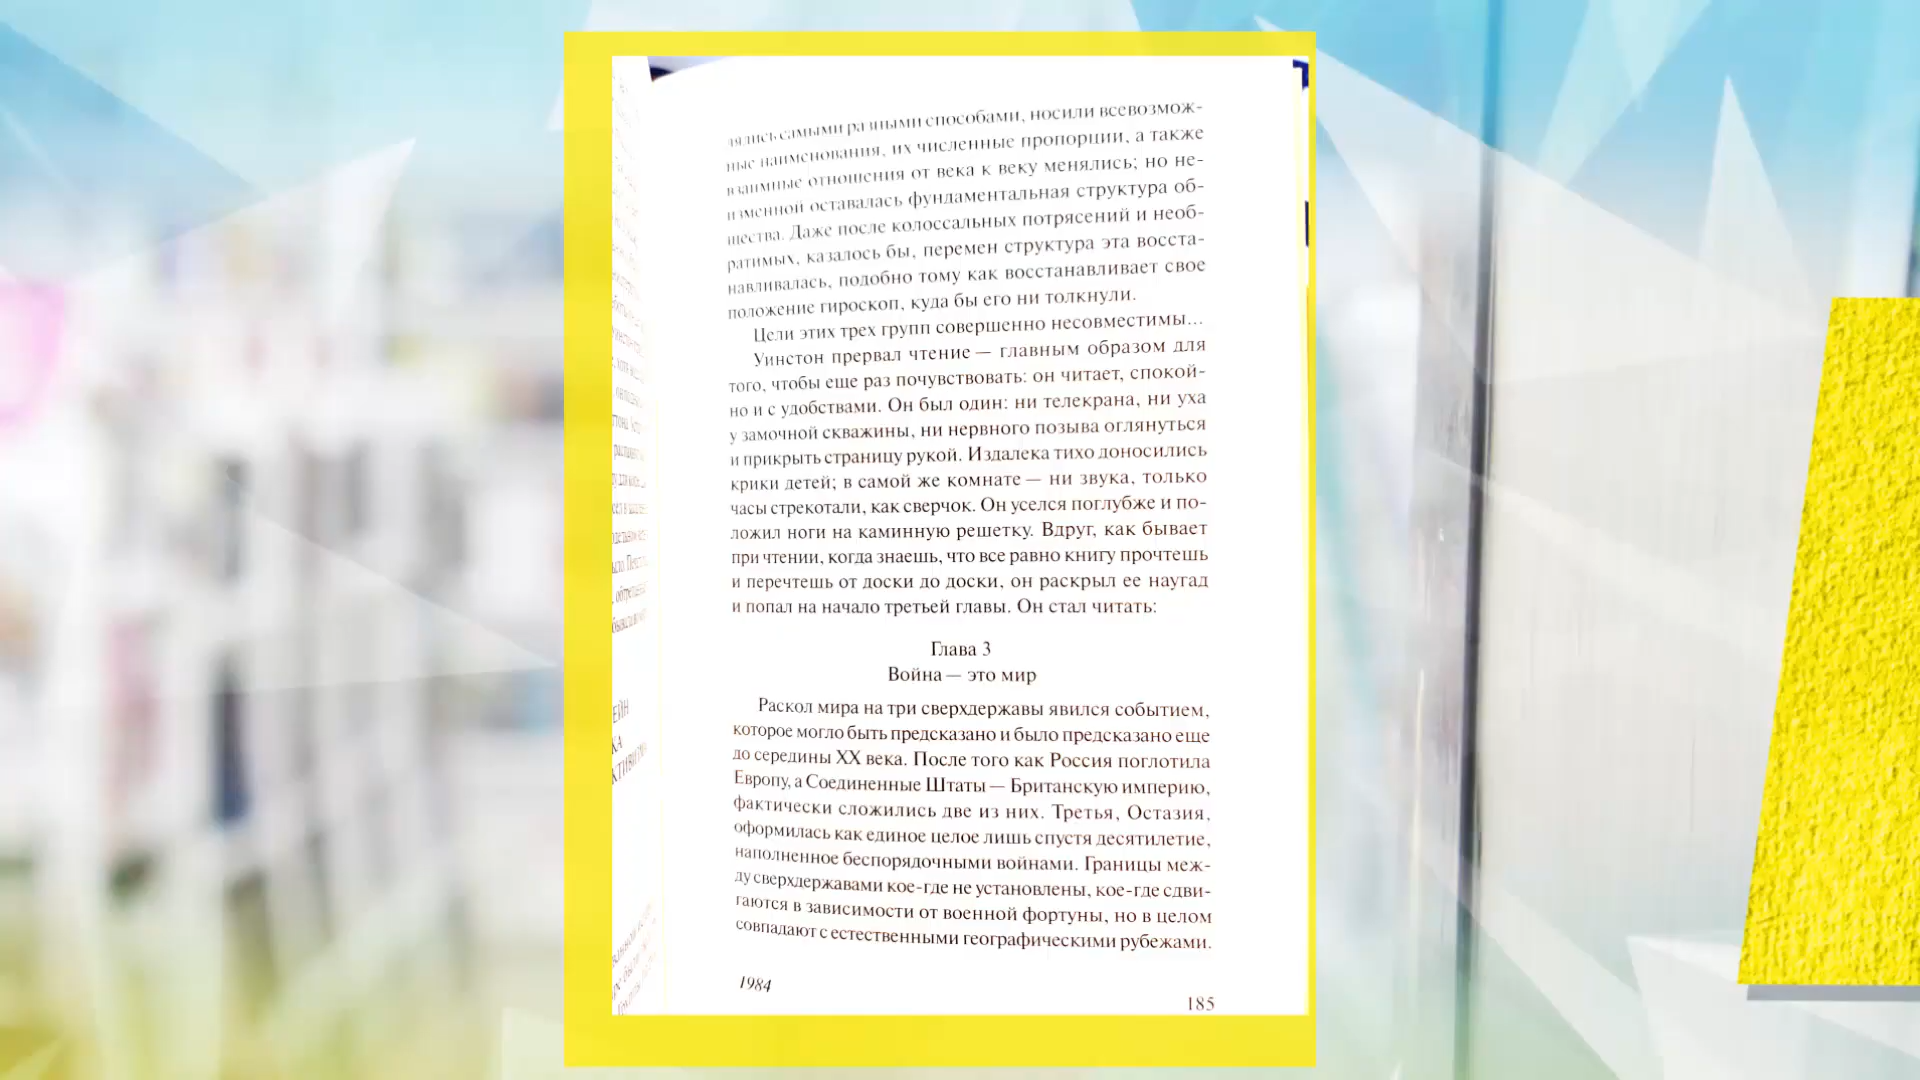 лялись самыми разными способами, носили всевозмож-
ные наименования, их численные пропорции, а также
взаимные отношения от века к веку менялись; но не-
изменной оставалась фундаментальная структура об-
щества. Даже после колоссальных потрясений и необ-
ратимых, казалось бы, перемен структура эта восста-
навливалась, подобно тому как восстанавливает свое
положение гироскоп, куда бы его ни толкнули.
Цели этих трех групп совершенно несовместимы...
Уинстон прервал чтение — главным образом для
того, чтобы еще раз почувствовать: он читает, спокой-
но и с удобствами. Он был один: ни телекрана, ни уха
у замочной скважины, ни нервного позыва оглянуться
и прикрыть страницу рукой. Издалека тихо доносились
крики детей; в самой же комнате — ни звука, только
часы стрекотали, как сверчок. Он уселся поглубже и по-
ложил ноги на каминную решетку. Вдруг, как бывает
при чтении, когда знаешь, что все равно книгу прочтешь
и перечтешь от доски до доски, он раскрыл ее наугад
и попал на начало третьей главы. Он стал читать:
Глава 3
Война — это мир
Раскол мира на три сверхдержавы явился событием,
которое могло быть предсказано и было предсказано еще
до середины XX века. После того как Россия поглотила
Европу, а Соединенные Штаты — Британскую империю,
фактически сложились две из них. Третья, Остазия,
оформилась как единое целое лишь спустя десятилетие,
наполненное беспорядочными войнами. Границы меж-
ду сверхдержавами кое-где не установлены, кое-где сдви-
гаются в зависимости от военной фортуны, но в целом
совпадают с естественными географическими рубежами.
1984
185